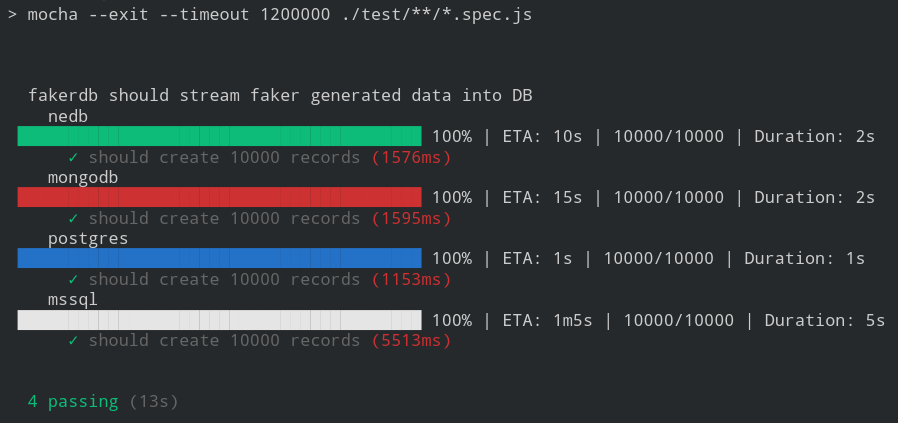 > mocha --exit --timeout 1200000 ./test/**/*.spec.js
fakerdb should stream faker generated data into DB
nedb
100% | ETA: 10s | 10000/10000 | Duration: 2s
✓ should create 10000 records (1576ms)
mongodb
100% | ETA: 15s | 10000/10000 | Duration: 2s
✓ should create 10000 records (1595ms)
postgres
100% | ETA: 1s | 10000/10000 | Duration: 1s
✓ should create 10000 records (1153ms)
mssql
100% | ETA: 1m5s | 10000/10000 | Duration: 5s
✓ should create 10000 records (5513ms)
4 passing (13s)